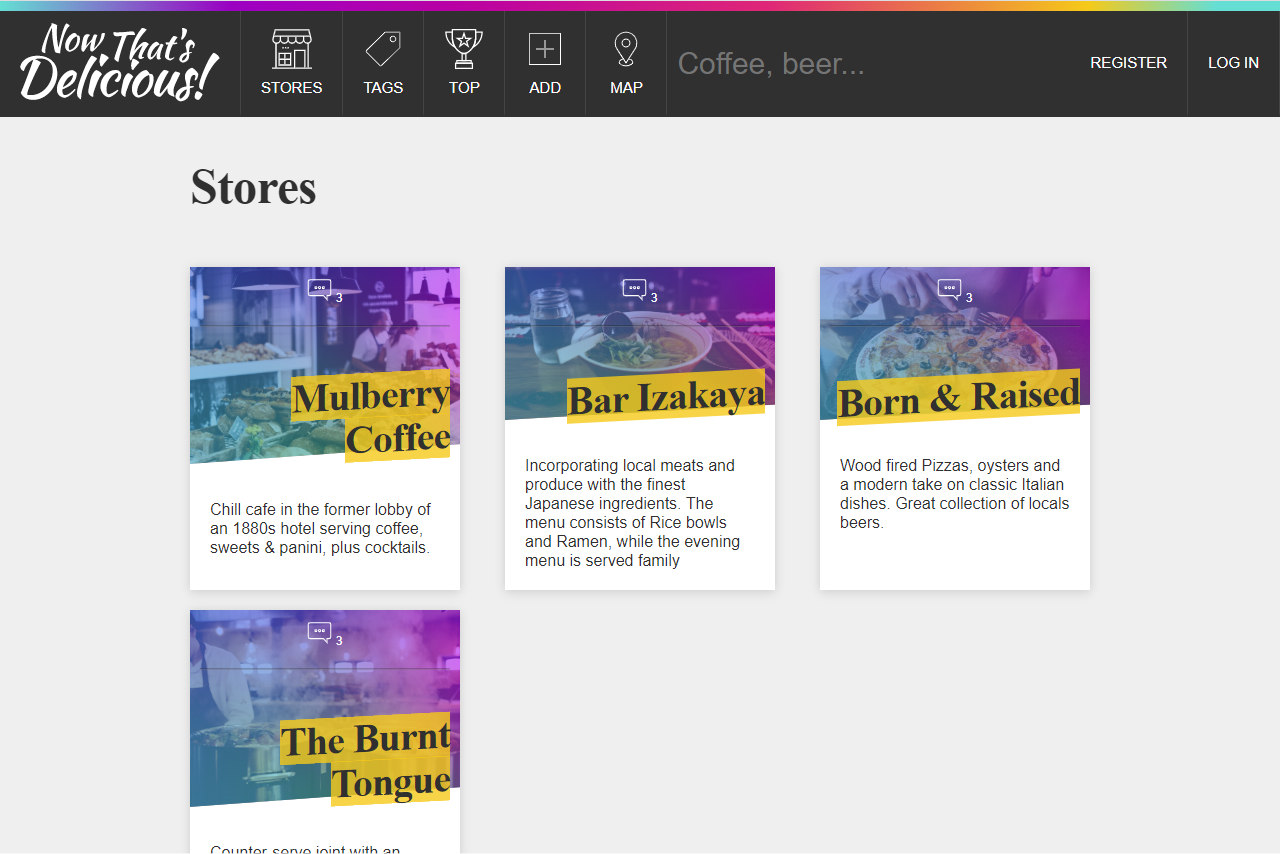 Now That's
Delicious!
STORES
TAGS
TOP
ADD
MAP
Coffee, beer...
REGISTER
LOG IN
Stores
3
Mulberry
Coffee
Chill cafe in the former lobby of
an 1880s hotel serving coffee,
sweets & panini, plus cocktails.
3
Bar Izakaya
Incorporating local meats and
produce with the finest
Japanese ingredients. The
menu consists of Rice bowls
and Ramen, while the evening
menu is served family
3
Born & Raised
Wood fired Pizzas, oysters and
a modern take on classic Italian
dishes. Great collection of locals
beers.
3
The Burnt
Tongue
Counter-serve joint with an